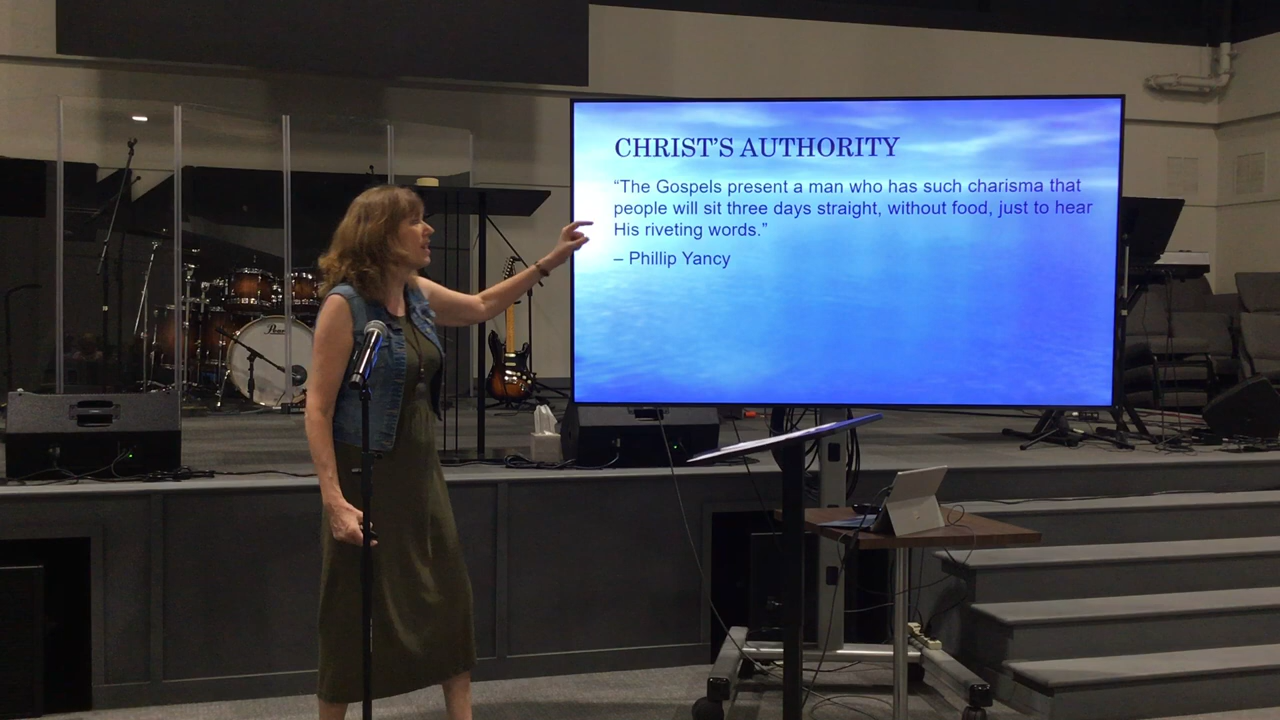 CHRIST'S AUTHORITY
“The Gospels present a man who has such charisma that
people will sit three days straight, without food, just to hear
His riveting words.”
– Phillip Yancy
Pearl